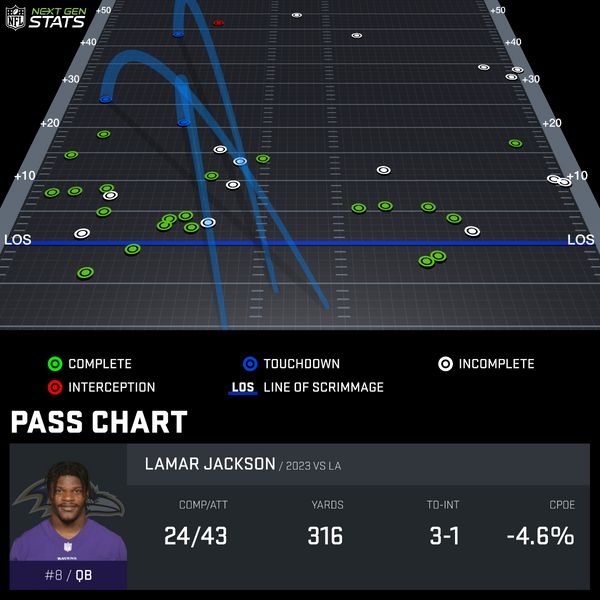 NFL NEXT GEN STATS
+50 +50
+40 +40
+30 +30
+20 +20
+10 +10
LOS LOS
COMPLETE TOUCHDOWN INCOMPLETE
INTERCEPTION LOS LINE OF SCRIMMAGE
PASS CHART
LAMAR JACKSON / 2023 VS LA
COMP/ATT YARDS TD-INT CPOE
24/43 316 3-1 -4.6%
RAVENS
#8 / QB